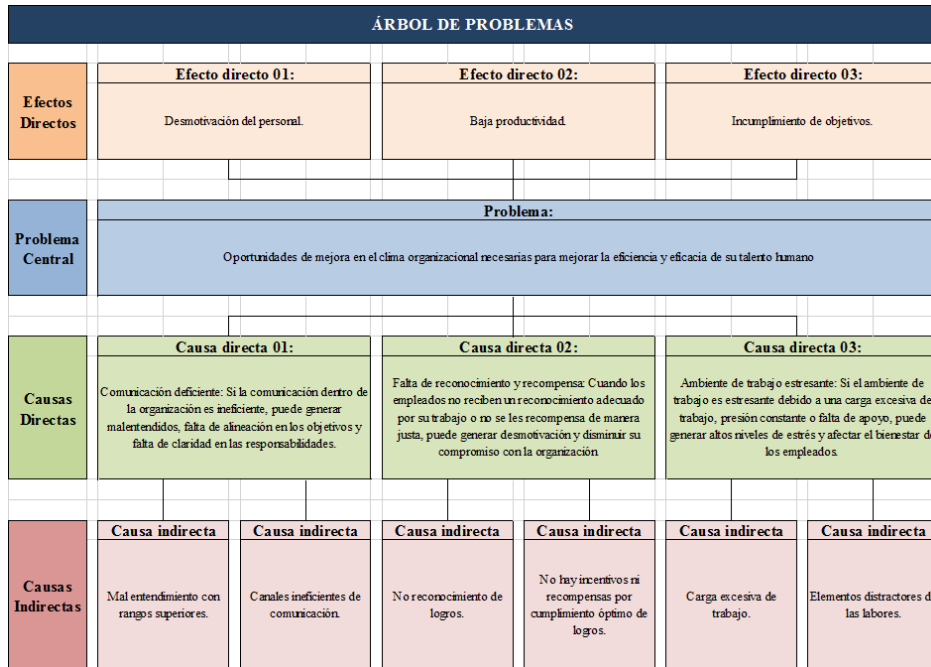 ÁRBOL DE PROBLEMAS
Efectos
Directos
Efecto directo 01:
Desmotivación del personal.
Efecto directo 02:
Baja productividad.
Efecto directo 03:
Incumplimiento de objetivos.
Problema
Central
Problema:
Oportunidades de mejora en el clima organizacional necesarias para mejorar la eficiencia y eficacia de su talento humano
Causas
Directas
Causa directa 01:
Comunicación deficiente: Si la comunicación dentro de
la organización es ineficiente, puede generar
malentendidos, falta de alineación en los objetivos y
falta de claridad en las responsabilidades.
Causa directa 02:
Falta de reconocimiento y recompensa: Cuando los
empleados no reciben un reconocimiento adecuado
por su trabajo o no se les recompensa de manera
justa, puede generar desmotivación y disminuir su
compromiso con la organización
Causa directa 03:
Ambiente de trabajo estresante: Si el ambiente de
trabajo es estresante debido a una carga excesiva de
trabajo, presión constante o falta de apoyo, puede
generar altos niveles de estrés y afectar el bienestar de
los empleados.
Causas
Indirectas
Causa indirecta
Mal entendimiento con
rangos superiores.
Causa indirecta
Canales ineficientes de
comunicación.
Causa indirecta
No reconocimiento de
logros.
Causa indirecta
No hay incentivos ni
recompensas por
cumplimiento óptimo de
logros.
Causa indirecta
Carga excesiva de
trabajo.
Causa indirecta
Elementos distractores de
las labores.